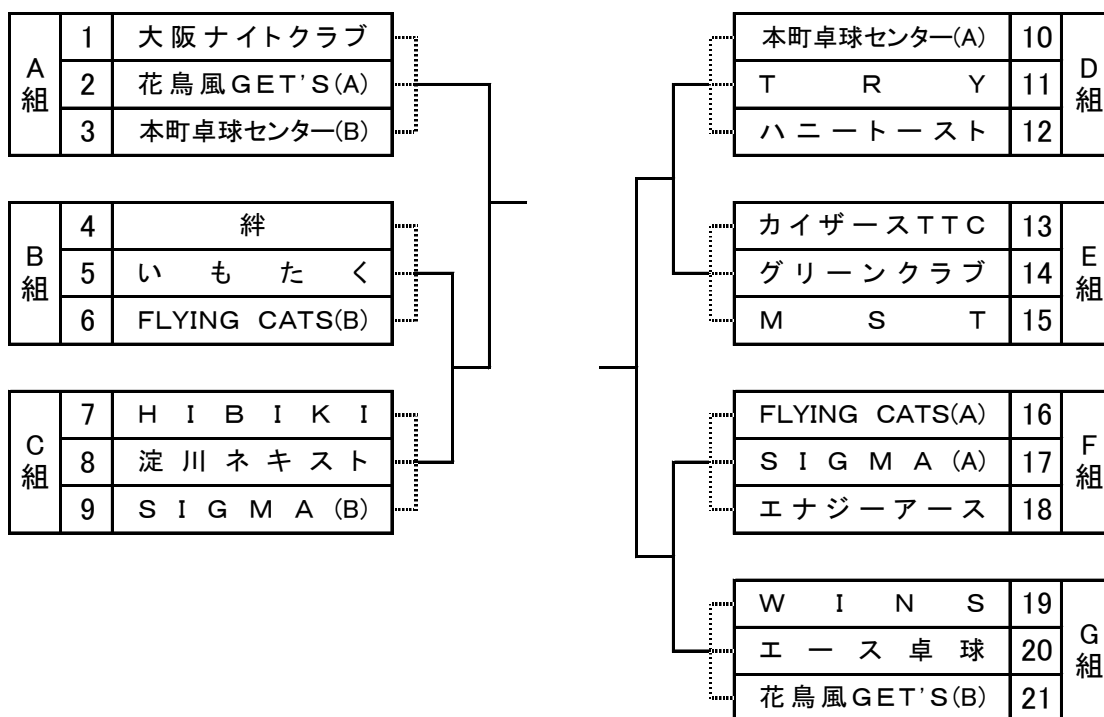 A組
1 大阪ナイトクラブ
2 花鳥風GET'S(A)
3 本町卓球センター(B)
B組
4 絆
5 いもたく
6 FLYING CATS(B)
C組
7 HIBIKI
8 淀川ネキスト
9 SIGMA(B)
D組
本町卓球センター(A) 10
TRY 11
ハニートースト 12
E組
カイザースTTC 13
グリーンクラブ 14
MST 15
F組
FLYING CATS(A) 16
SIGMA(A) 17
エナジーアース 18
G組
WINS 19
エース卓球 20
花鳥風GET'S(B) 21